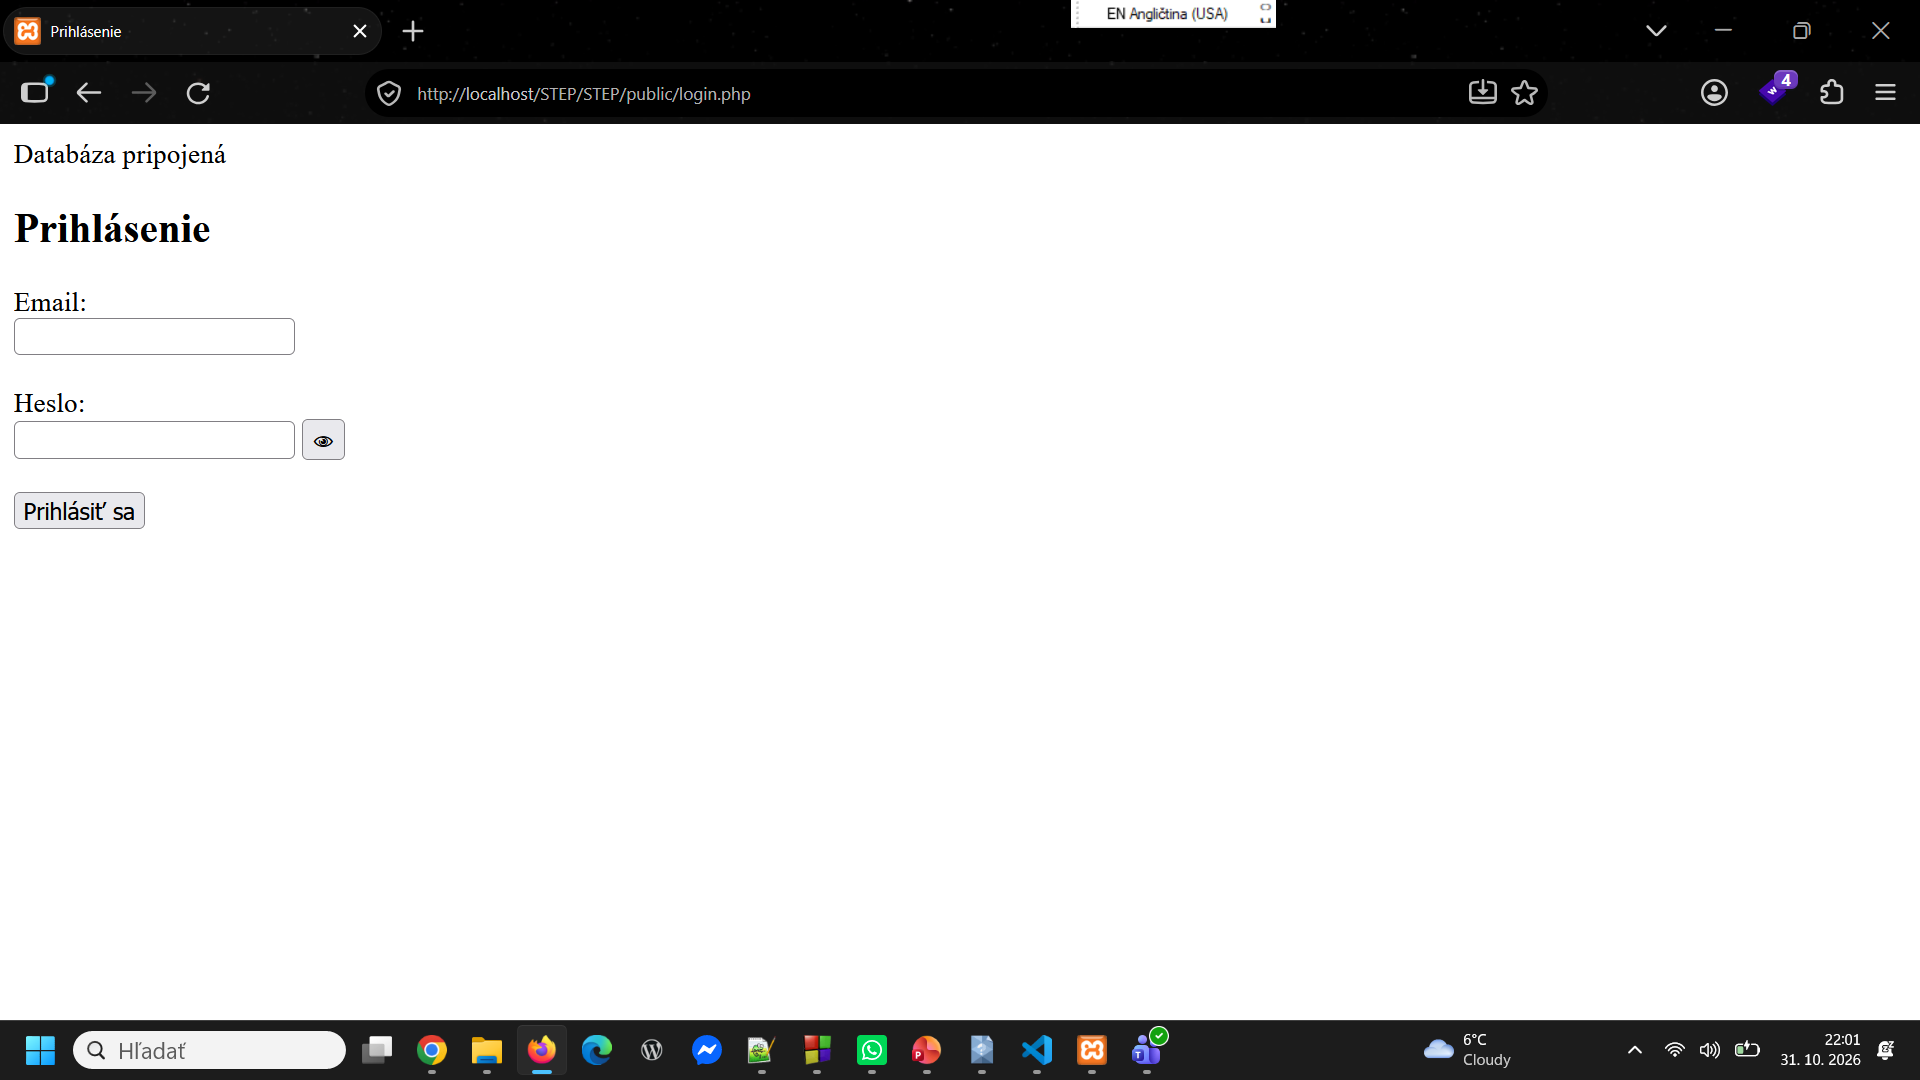 Prihlásenie
EN Angličtina (USA)
http://localhost/STEP/STEP/public/login.php
4
Databáza pripojená
Prihlásenie
Email:
Heslo:
Prihlásiť sa
Hľadať
6°C
Cloudy
22:01
31. 10. 2026